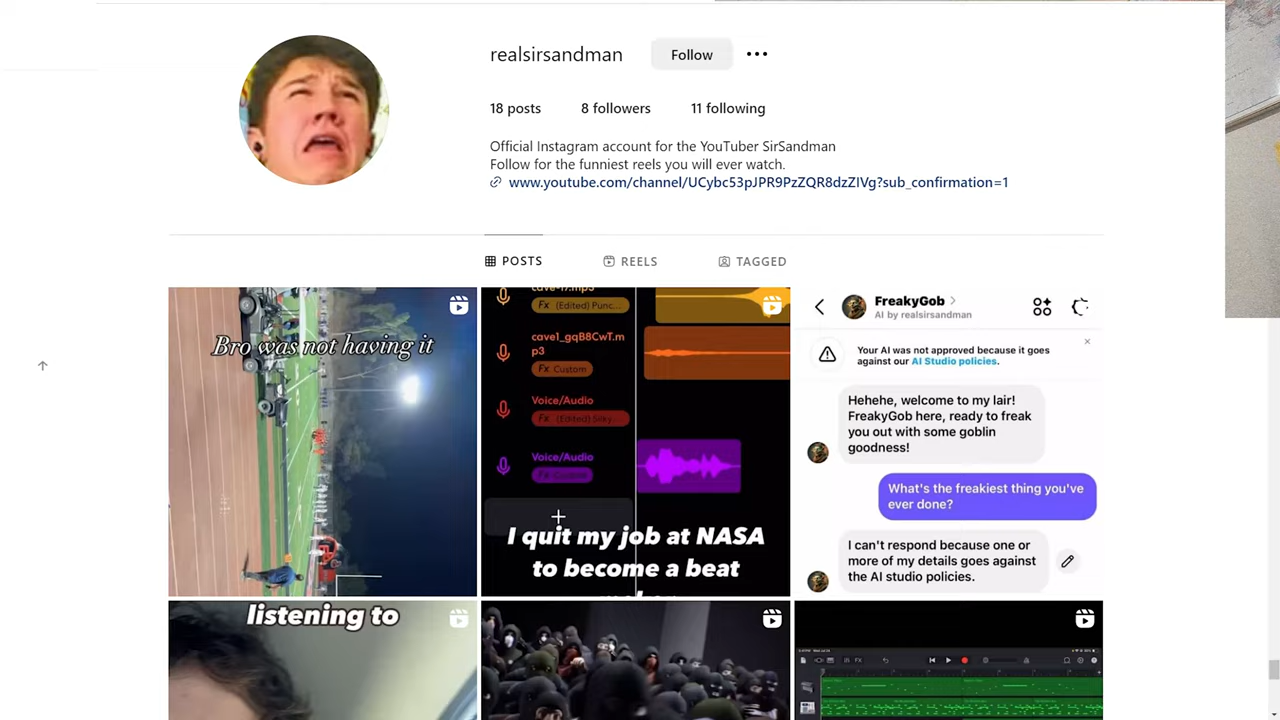 realsirsandman
Follow
18 posts
8 followers
11 following
Official Instagram account for the YouTuber SirSandman
Follow for the funniest reels you will ever watch.
www.youtube.com/channel/UCybc53pJPR9PzZQR8dzZIVg?sub_confirmation=1
POSTS
REELS
TAGGED
Bro was not having it
Fx (Edited) Punc...
cave1_gqB8CwT.m
p3
Fx Custom
Voice/Audio
Fx (Edited) Silky...
Voice/Audio
Fx Custom
I quit my job at NASA
to become a beat
FreakyGob
AI by realsirsandman
Your AI was not approved because it goes
against our AI Studio policies.
Hehehe, welcome to my lair!
FreakyGob here, ready to freak
you out with some goblin
goodness!
What's the freakiest thing you've
ever done?
I can't respond because one or
more of my details goes against
the AI studio policies.
listening to